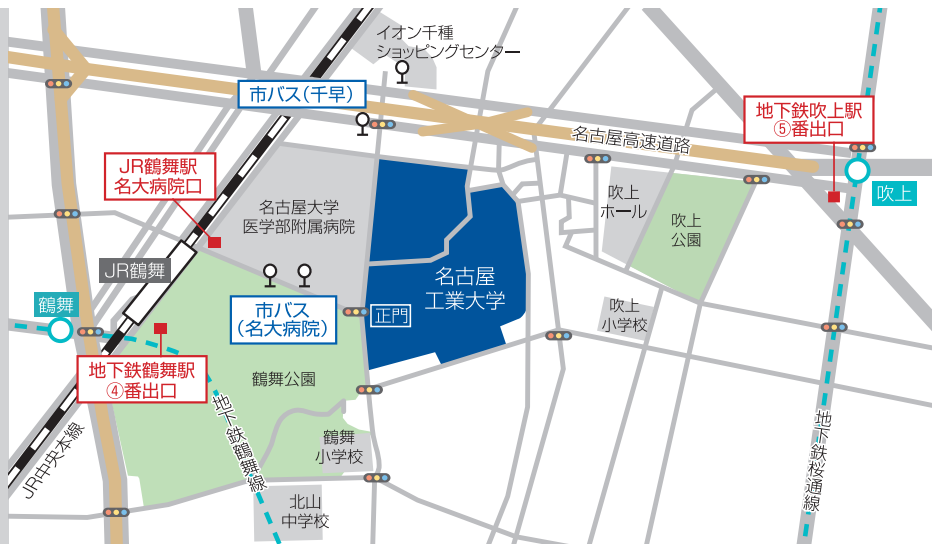 イオン千種
ショッピングセンター
市バス（千早）
地下鉄吹上駅
⑤番出口
名古屋高速道路
JR鶴舞駅
名大病院口
吹上
名古屋大学
医学部附属病院
吹上
ホール
吹上
公園
JR鶴舞
名古屋
工業大学
鶴舞
市バス
（名大病院）
正門
吹上
小学校
地下鉄鶴舞駅
④番出口
鶴舞公園
地下鉄鶴舞線
JR中央本線
鶴舞
小学校
地下鉄桜通線
北山
中学校